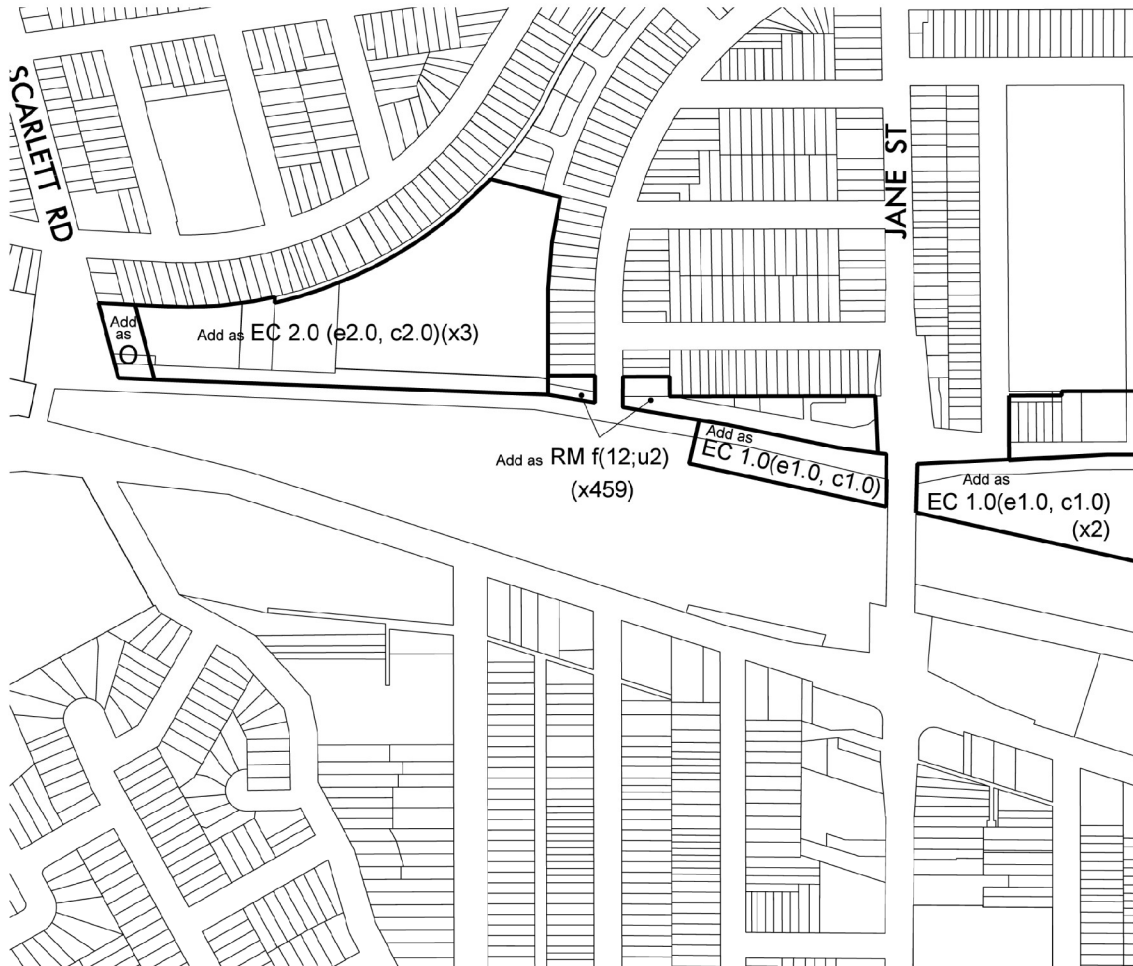 SCARLETT RD
JANE ST
Add
as
O
Add as EC 2.0 (e2.0, c2.0)(x3)
Add as RM f(12;u2)
(x459)
Add as
EC 1.0(e1.0, c1.0)
Add as
EC 1.0(e1.0, c1.0)
(x2)